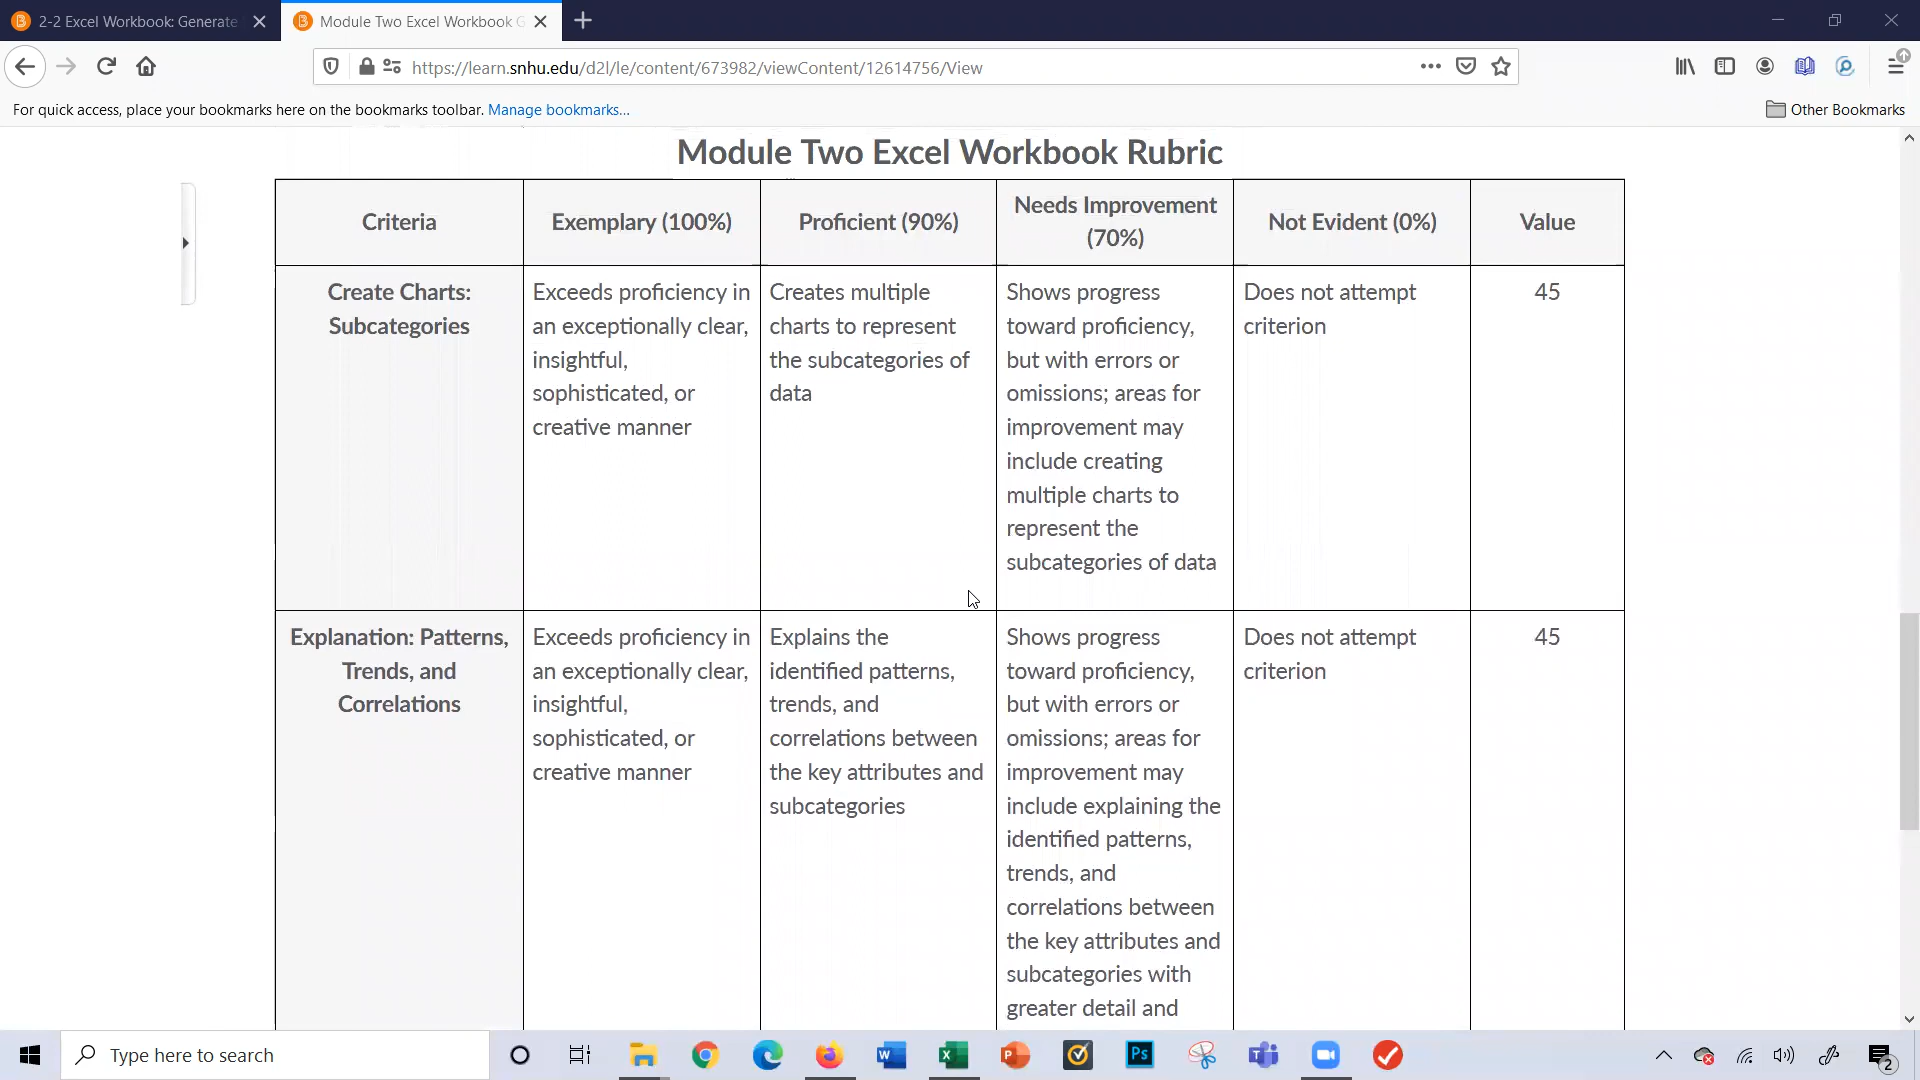 2-2 Excel Workbook: Generate
Module Two Excel Workbook G
https://learn.snhu.edu/d2l/le/content/673982/viewContent/12614756/View
For quick access, place your bookmarks here on the bookmarks toolbar. Manage bookmarks...
Other Bookmarks
Module Two Excel Workbook Rubric
Criteria
Exemplary (100%)
Proficient (90%)
Needs Improvement
(70%)
Not Evident (0%)
Value
Create Charts:
Subcategories
Exceeds proficiency in
an exceptionally clear,
insightful,
sophisticated, or
creative manner
Creates multiple
charts to represent
the subcategories of
data
Shows progress
toward proficiency,
but with errors or
omissions; areas for
improvement may
include creating
multiple charts to
represent the
subcategories of data
Does not attempt
criterion
45
Explanation: Patterns,
Trends, and
Correlations
Exceeds proficiency in
an exceptionally clear,
insightful,
sophisticated, or
creative manner
Explains the
identified patterns,
trends, and
correlations between
the key attributes and
subcategories
Shows progress
toward proficiency,
but with errors or
omissions; areas for
improvement may
include explaining the
identified patterns,
trends, and
correlations between
the key attributes and
subcategories with
greater detail and
Does not attempt
criterion
45
Type here to search
Ps
2